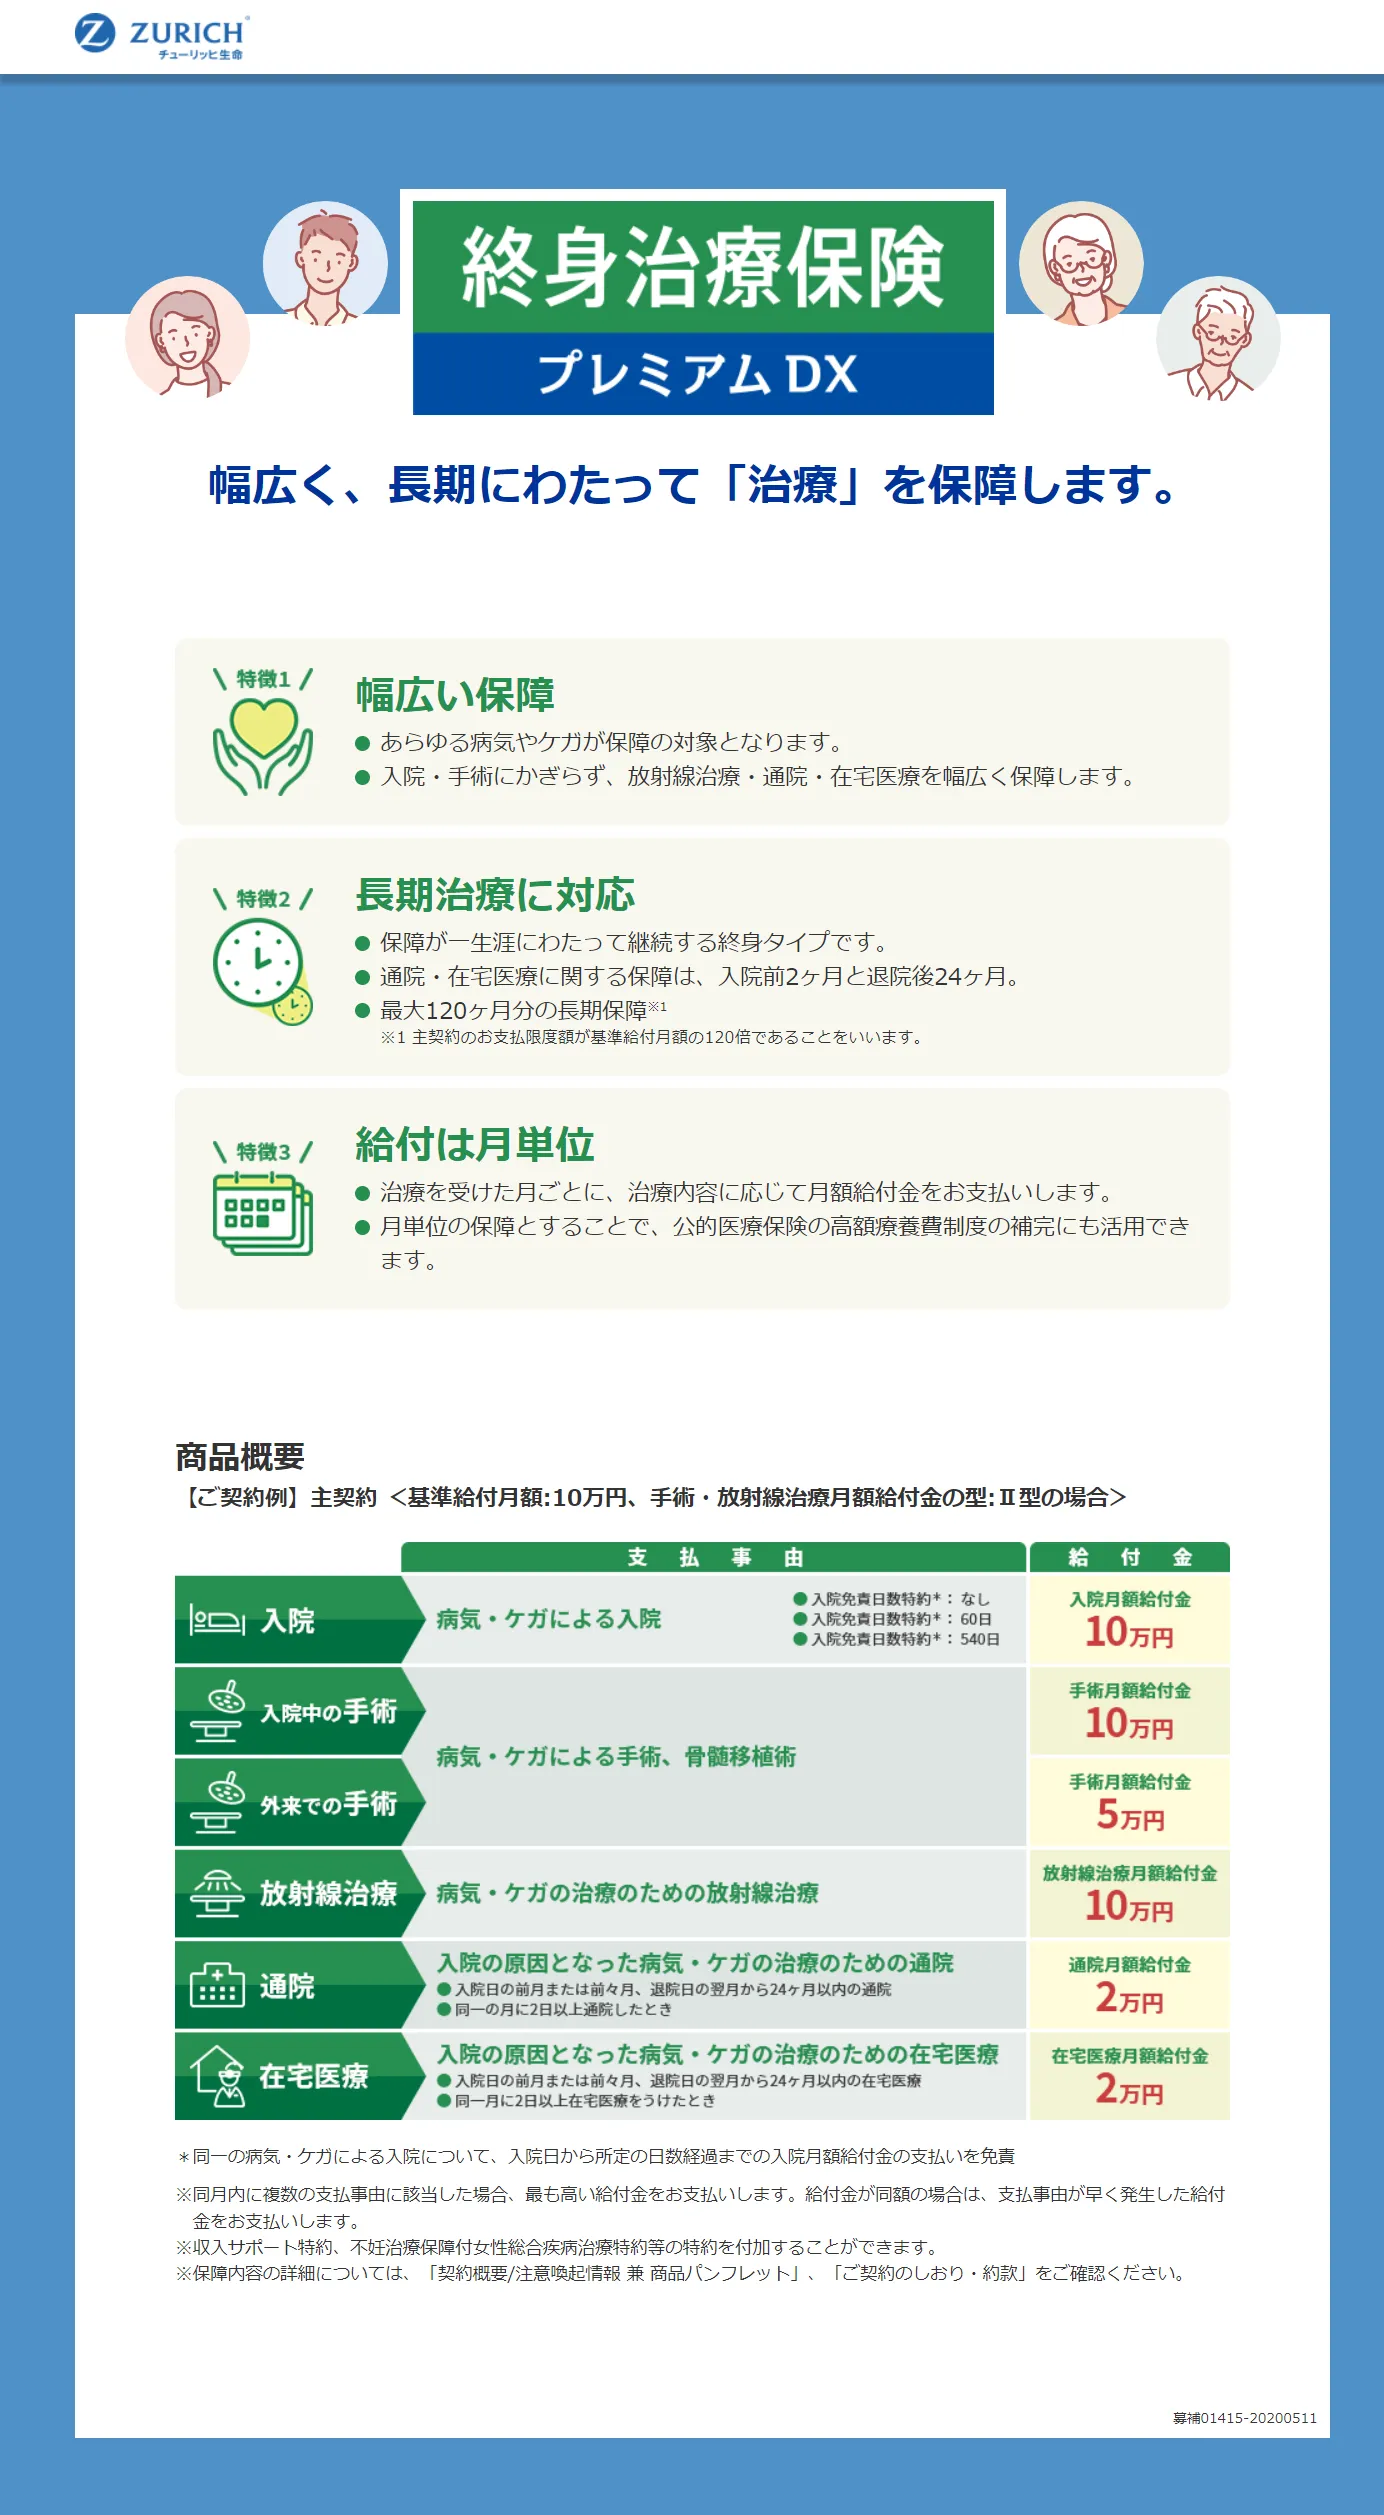 ZURICH
チューリッヒ生命
終身治療保険
プレミアム DX
幅広く、長期にわたって「治療」を保障します。
特徴1
幅広い保障
● あらゆる病気やケガが保障の対象となります。
● 入院・手術にかぎらず、放射線治療・通院・在宅医療を幅広く保障します。
特徴2
長期治療に対応
● 保障が一生涯にわたって継続する終身タイプです。
● 通院・在宅医療に関する保障は、入院前2ヶ月と退院後24ヶ月。
● 最大120ヶ月分の長期保障※1
※1 主契約のお支払限度額が基準給付月額の120倍であることをいいます。
特徴3
給付は月単位
● 治療を受けた月ごとに、治療内容に応じて月額給付金をお支払いします。
● 月単位の保障とすることで、公的医療保険の高額療養費制度の補完にも活用でき
ます。
商品概要
【ご契約例】主契約 ＜基準給付月額:10万円、手術・放射線治療月額給付金の型:Ⅱ型の場合＞
支払事由 給付金
入院
病気・ケガによる入院
● 入院免責日数特約＊：なし
● 入院免責日数特約＊：60日
● 入院免責日数特約＊：540日
入院月額給付金
10万円
入院中の手術
病気・ケガによる手術、骨髄移植術
手術月額給付金
10万円
外来での手術
手術月額給付金
5万円
放射線治療
病気・ケガの治療のための放射線治療
放射線治療月額給付金
10万円
通院
入院の原因となった病気・ケガの治療のための通院
● 入院日の前月または前々月、退院日の翌月から24ヶ月以内の通院
● 同一の月に2日以上通院したとき
通院月額給付金
2万円
在宅医療
入院の原因となった病気・ケガの治療のための在宅医療
● 入院日の前月または前々月、退院日の翌月から24ヶ月以内の在宅医療
● 同一月に2日以上在宅医療をうけたとき
在宅医療月額給付金
2万円
＊同一の病気・ケガによる入院について、入院日から所定の日数経過までの入院月額給付金の支払いを免責
※同月内に複数の支払事由に該当した場合、最も高い給付金をお支払いします。給付金が同額の場合は、支払事由が早く発生した給付
金をお支払いします。
※収入サポート特約、不妊治療保障付女性総合疾病治療特約等の特約を付加することができます。
※保障内容の詳細については、「契約概要/注意喚起情報 兼 商品パンフレット」、「ご契約のしおり・約款」をご確認ください。
募補01415-20200511